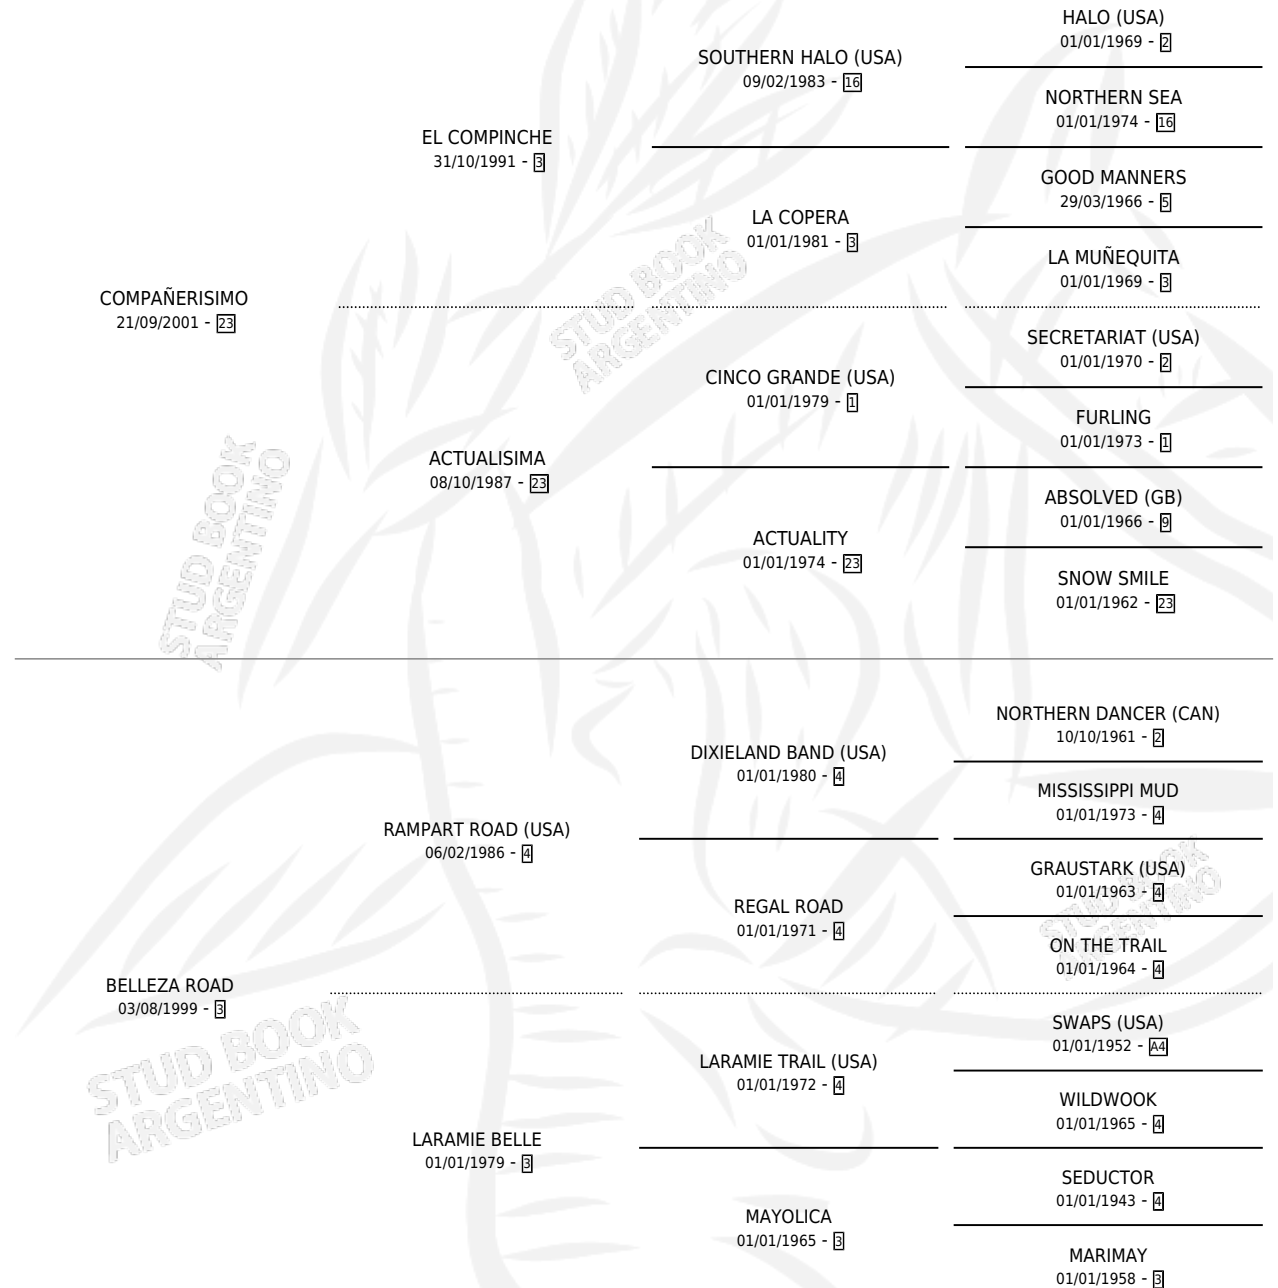 HALO (USA)
01/01/1969 - 2
SOUTHERN HALO (USA)
09/02/1983 - 16
NORTHERN SEA
01/01/1974 - 16
EL COMPINCHE
31/10/1991 - 3
GOOD MANNERS
29/03/1966 - 5
LA COPERA
01/01/1981 - 3
LA MUÑEQUITA
01/01/1969 - 3
COMPAÑERISIMO
21/09/2001 - 23
SECRETARIAT (USA)
01/01/1970 - 2
CINCO GRANDE (USA)
01/01/1979 - 1
FURLING
01/01/1973 - 1
ACTUALISIMA
08/10/1987 - 23
ABSOLVED (GB)
01/01/1966 - 9
ACTUALITY
01/01/1974 - 23
SNOW SMILE
01/01/1962 - 23
STUD BOOK
ARGENTINO
STUD BOOK
ARGENTINO
NORTHERN DANCER (CAN)
10/10/1961 - 2
DIXIELAND BAND (USA)
01/01/1980 - 4
MISSISSIPPI MUD
01/01/1973 - 4
RAMPART ROAD (USA)
06/02/1986 - 4
GRAUSTARK (USA)
01/01/1963 - 4
REGAL ROAD
01/01/1971 - 4
ON THE TRAIL
01/01/1964 - 4
BELLEZA ROAD
03/08/1999 - 3
SWAPS (USA)
01/01/1952 - A4
LARAMIE TRAIL (USA)
01/01/1972 - 4
WILDWOOK
01/01/1965 - 4
LARAMIE BELLE
01/01/1979 - 3
SEDUCTOR
01/01/1943 - 4
MAYOLICA
01/01/1965 - 3
MARIMAY
01/01/1958 - 3
STUD BOOK
ARGENTINO
STUD BOOK
ARGENTINO